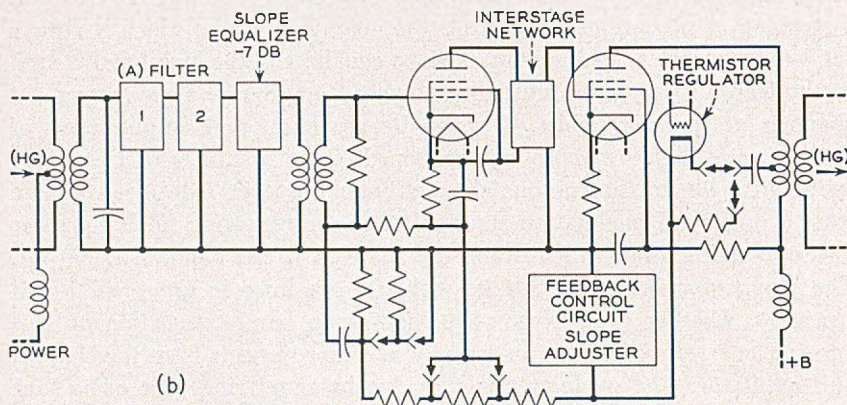 SLOPE
EQUALIZER
-7 DB
INTERSTAGE
NETWORK
(A) FILTER
THERMISTOR
REGULATOR
1
2
(HG)
(HG)
FEEDBACK
CONTROL
CIRCUIT
SLOPE
ADJUSTER
POWER
(b)
+B